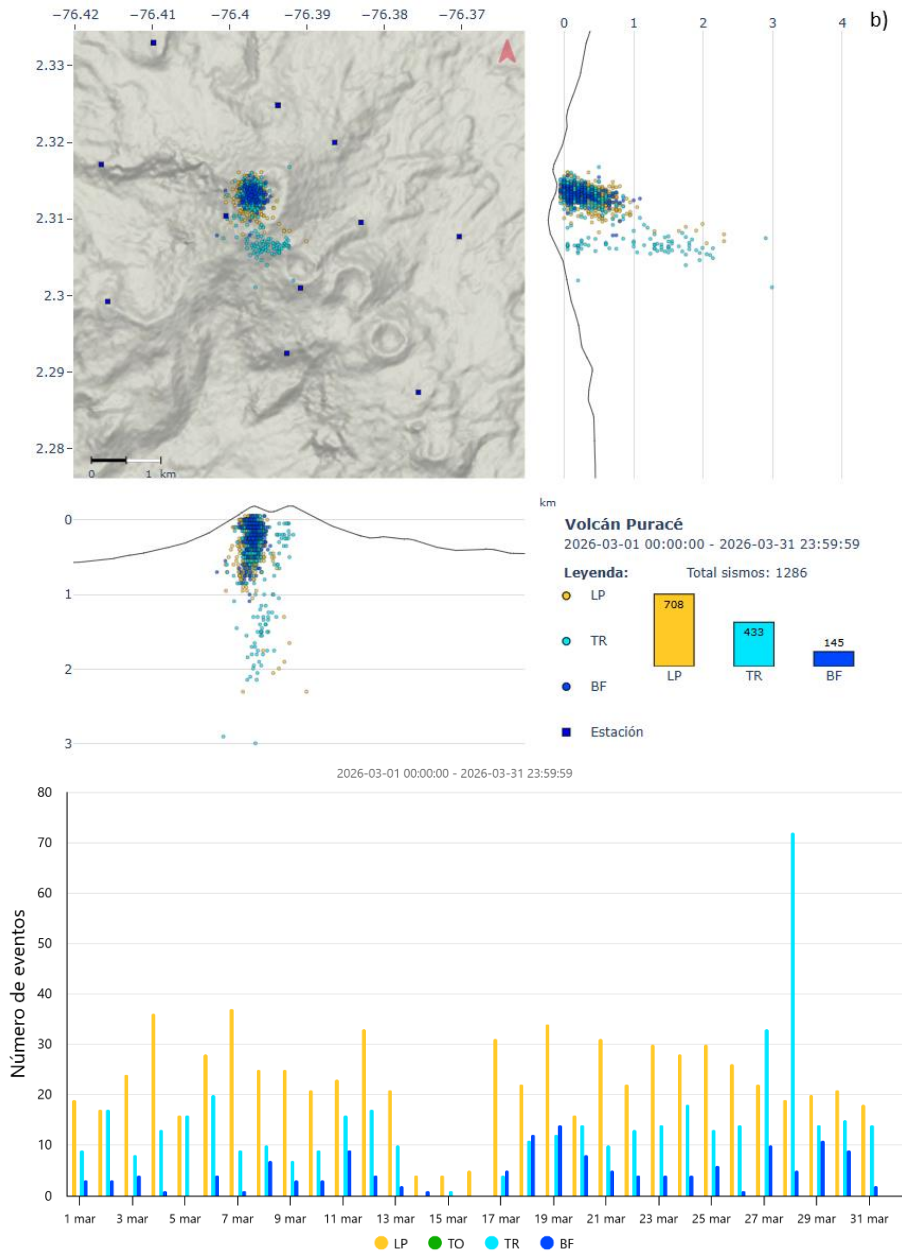 −76.42 −76.41 −76.4 −76.39 −76.38 −76.37
0 1 2 3 4
b)
2.33
2.32
2.31
2.3
2.29
2.28
0 1 km
km
0
1
2
3
Volcán Puracé
2026-03-01 00:00:00 - 2026-03-31 23:59:59
Leyenda:
Total sismos: 1286
LP
TR
BF
Estación
708
433
145
LP TR BF
2026-03-01 00:00:00 - 2026-03-31 23:59:59
Número de eventos
80
70
60
50
40
30
20
10
0
1 mar 3 mar 5 mar 7 mar 9 mar 11 mar 13 mar 15 mar 17 mar 19 mar 21 mar 23 mar 25 mar 27 mar 29 mar 31 mar
LP TO TR BF